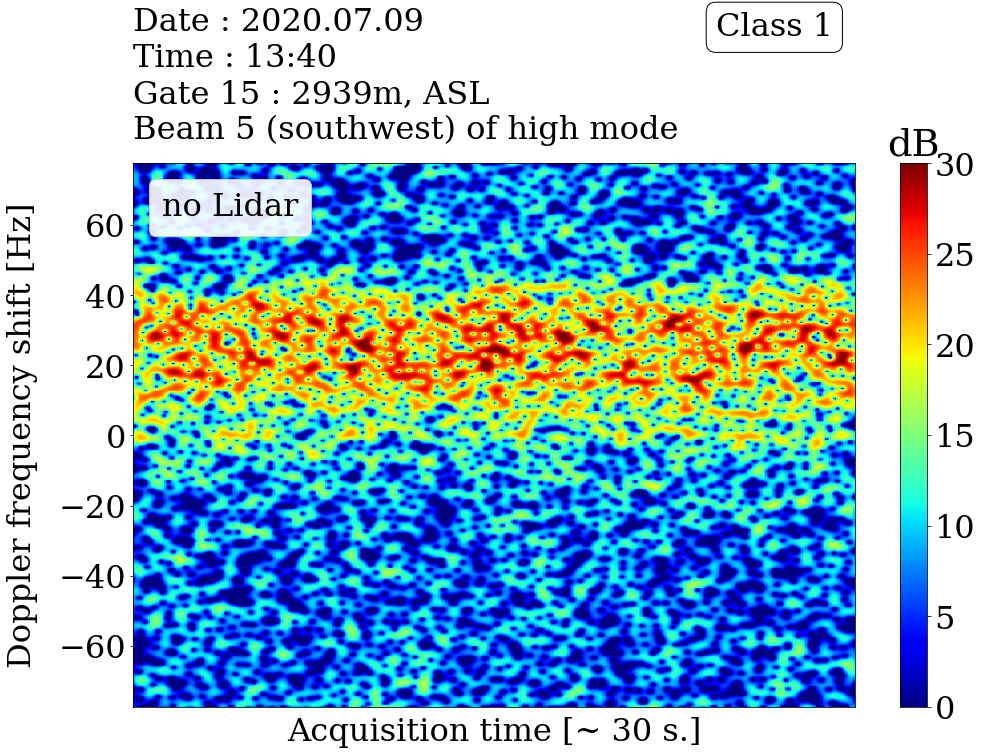 Date : 2020.07.09
Time : 13:40
Gate 15 : 2939m, ASL
Beam 5 (southwest) of high mode
Class 1
no Lidar
dB
Doppler frequency shift [Hz]
60
40
20
0
−20
−40
−60
30
25
20
15
10
5
0
Acquisition time [~ 30 s.]